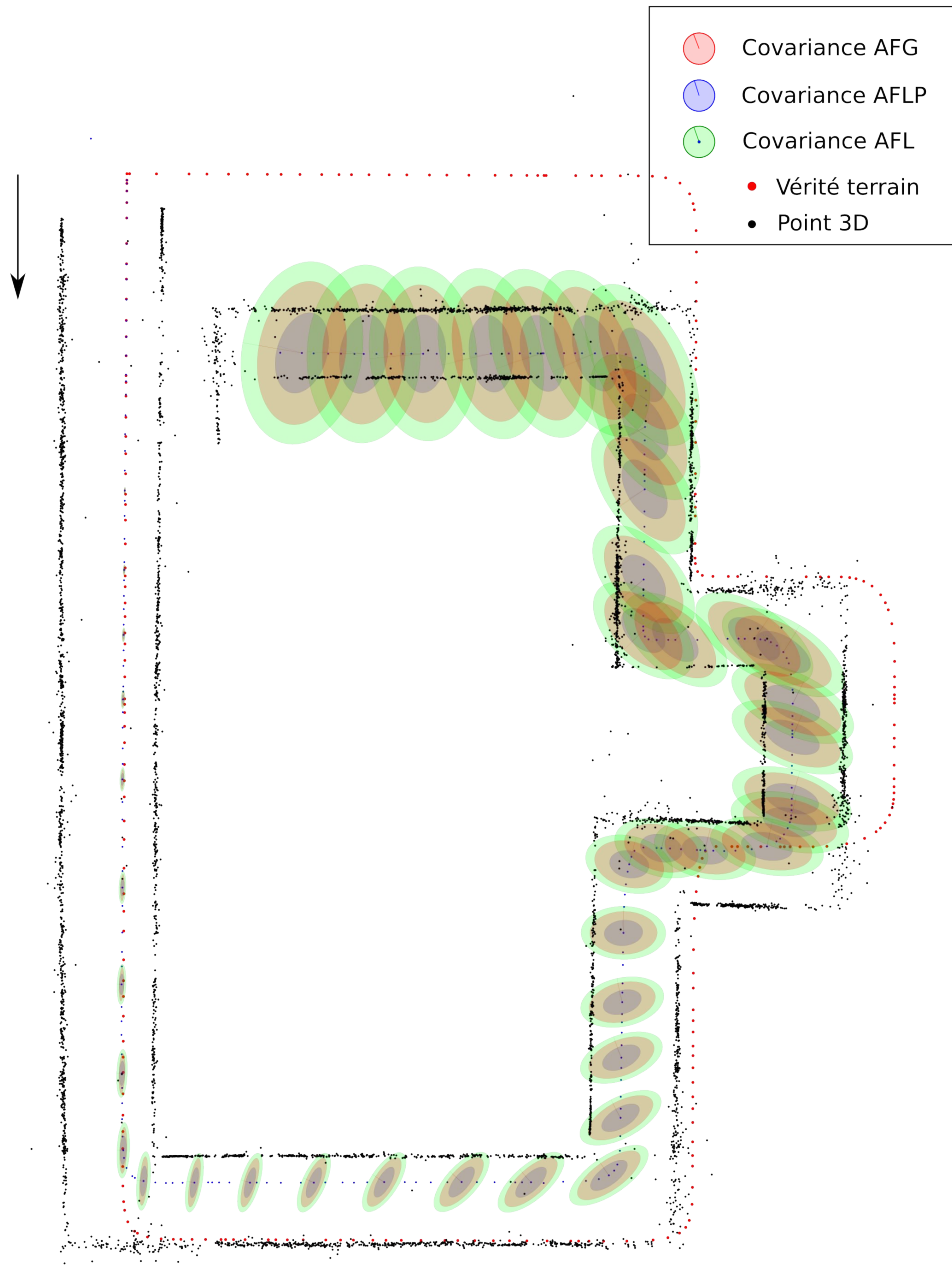 Covariance AFG
Covariance AFLP
Covariance AFL
Vérité terrain
Point 3D